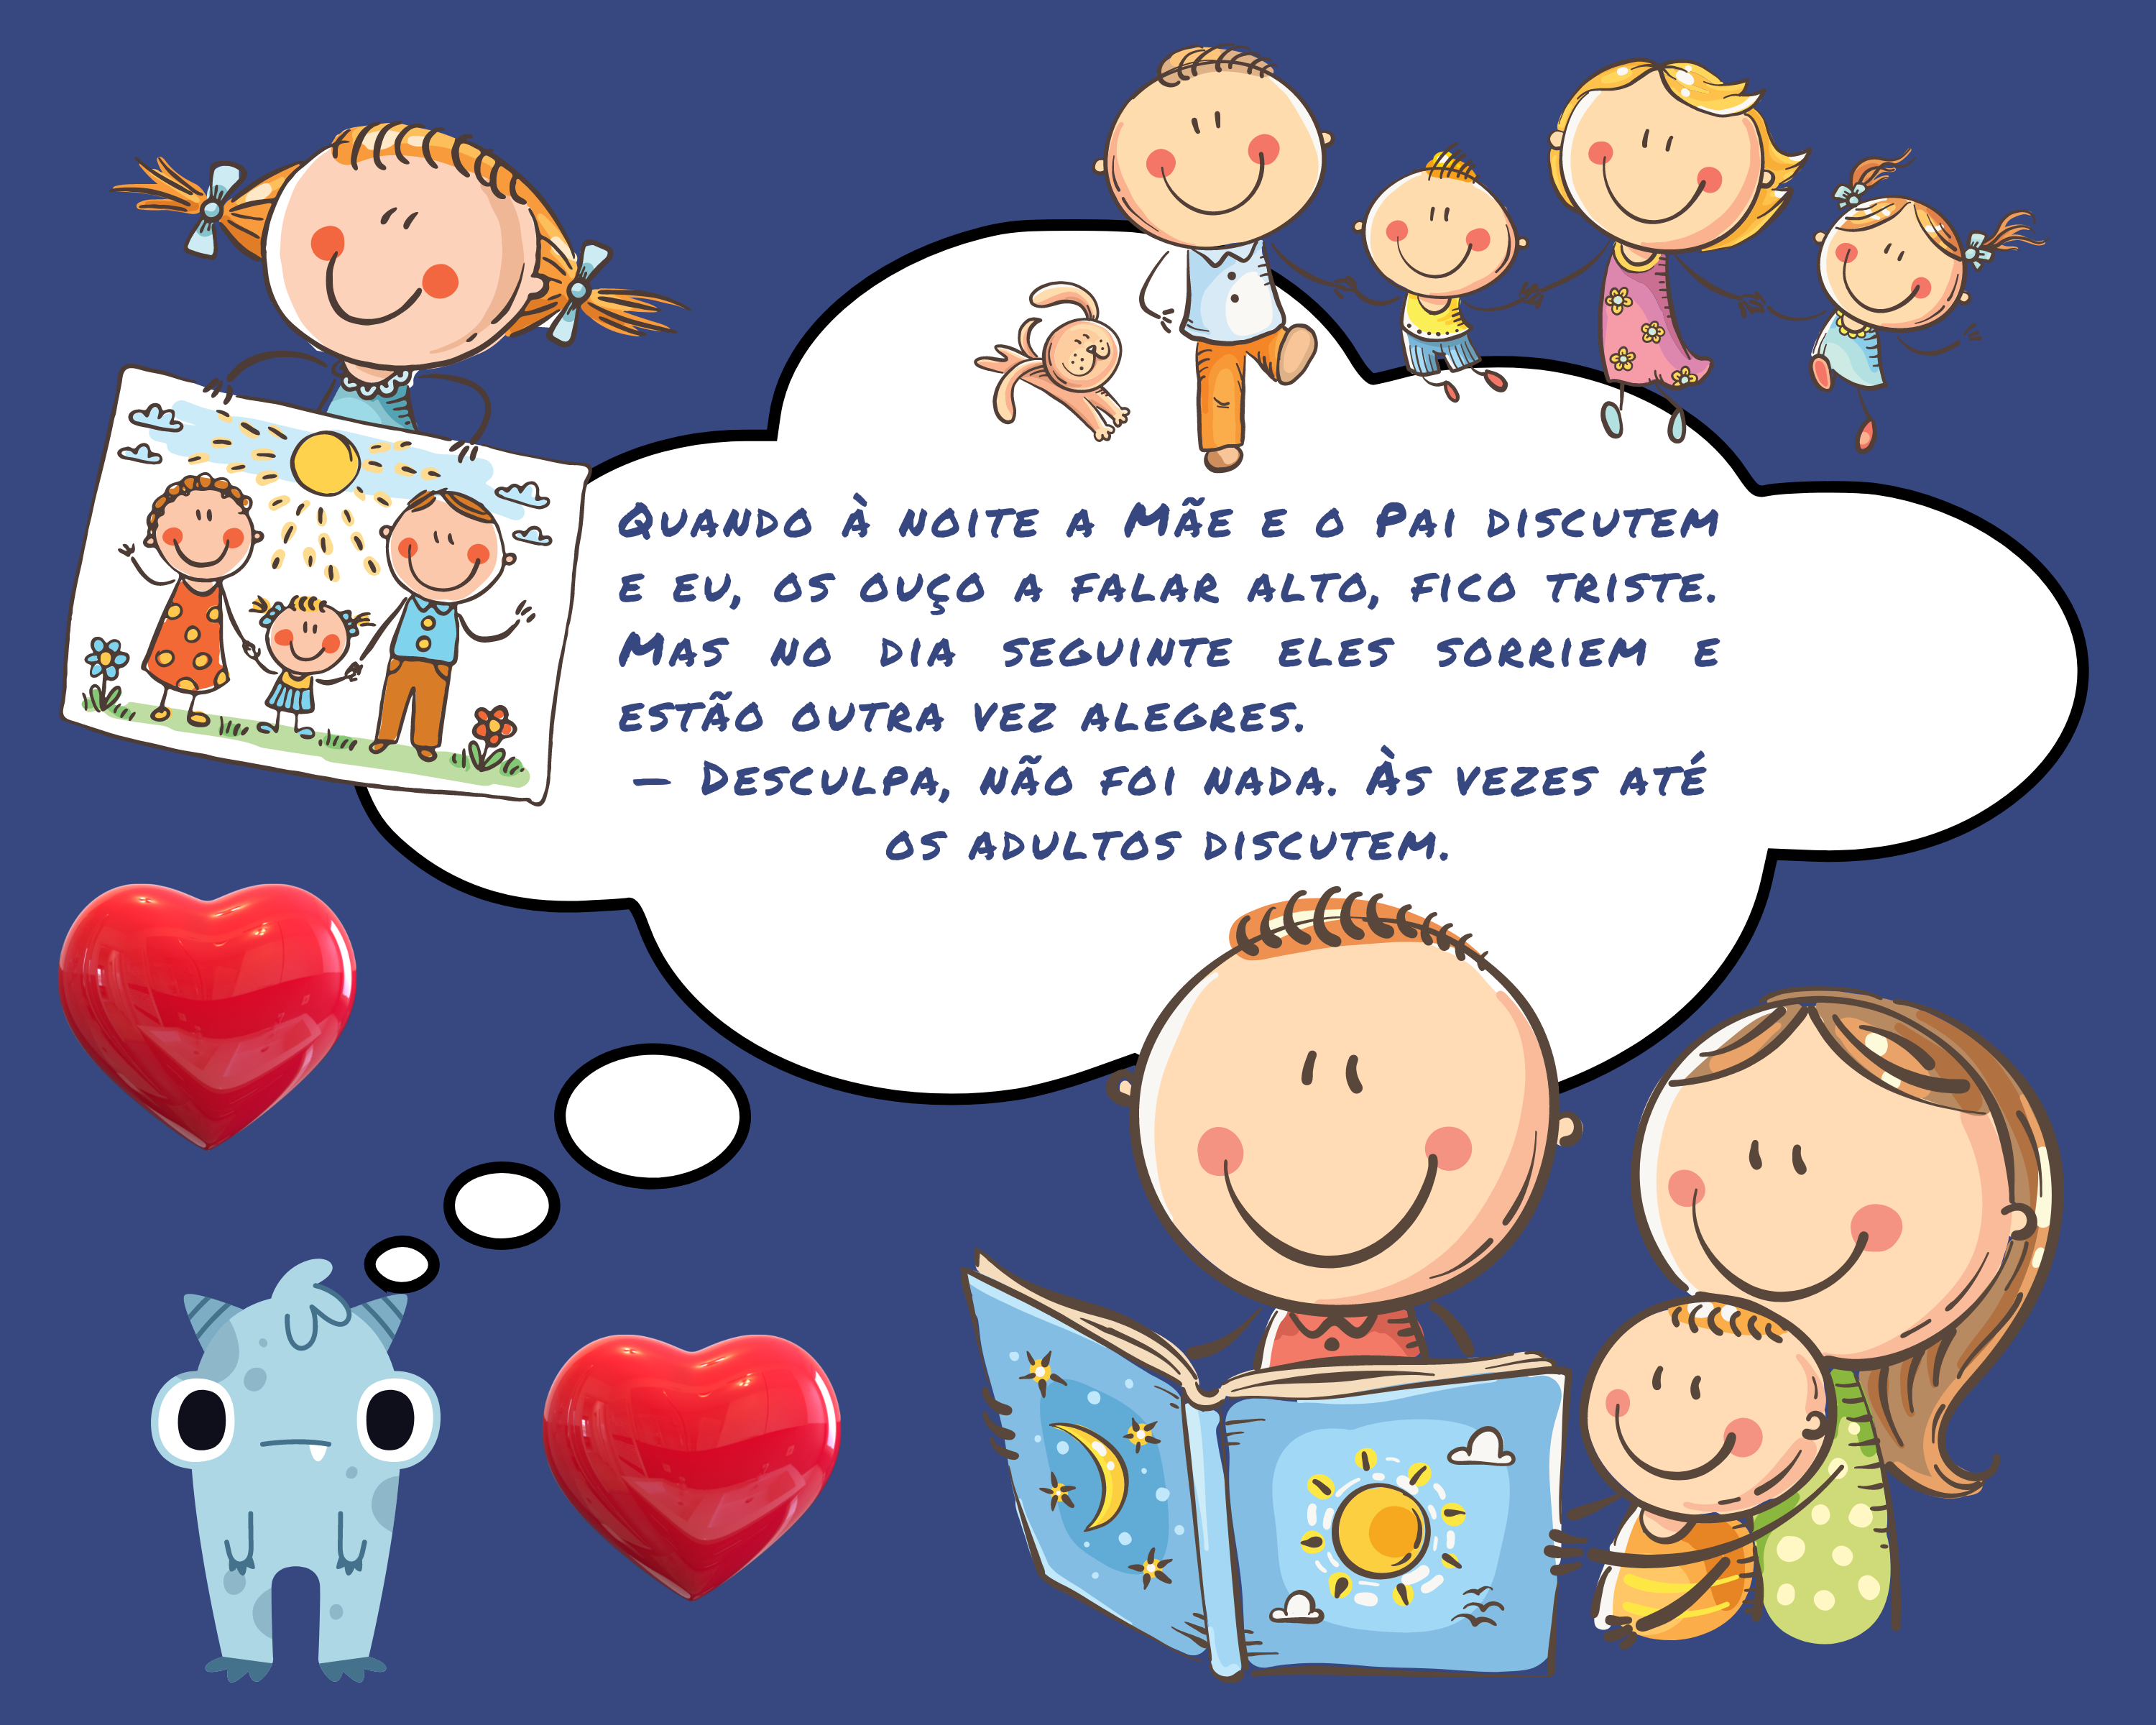 Quando à noite a Mãe e o Pai discutem
e eu, os ouço a falar alto, fico triste.
Mas no dia seguinte eles sorriem e
estão outra vez alegres.
— Desculpa, não foi nada. Às vezes até
os adultos discutem.